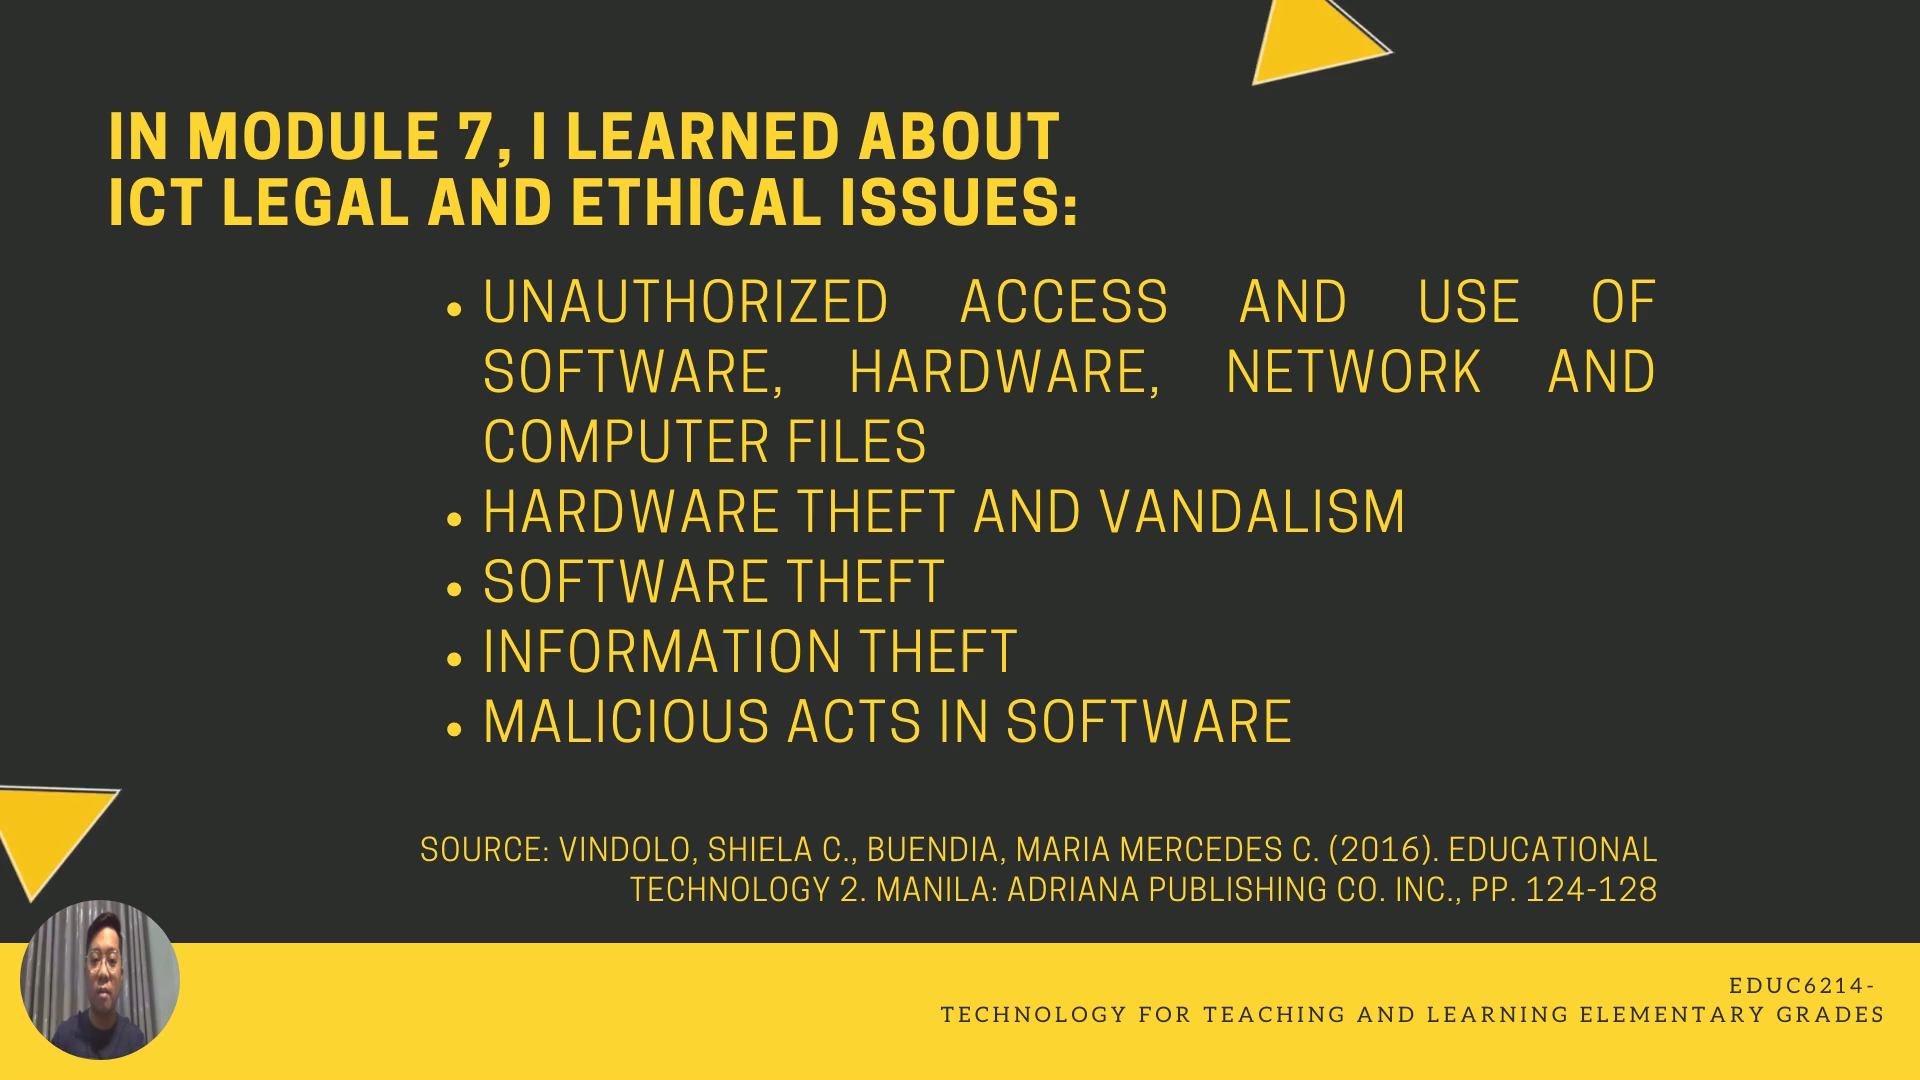 IN MODULE 7, I LEARNED ABOUT
ICT LEGAL AND ETHICAL ISSUES:
• UNAUTHORIZED ACCESS AND USE OF
SOFTWARE, HARDWARE, NETWORK AND
COMPUTER FILES
• HARDWARE THEFT AND VANDALISM
• SOFTWARE THEFT
• INFORMATION THEFT
• MALICIOUS ACTS IN SOFTWARE
SOURCE: VINDOLO, SHIELA C., BUENDIA, MARIA MERCEDES C. (2016). EDUCATIONAL
TECHNOLOGY 2. MANILA: ADRIANA PUBLISHING CO. INC., PP. 124-128
EDUC6214-
TECHNOLOGY FOR TEACHING AND LEARNING ELEMENTARY GRADES